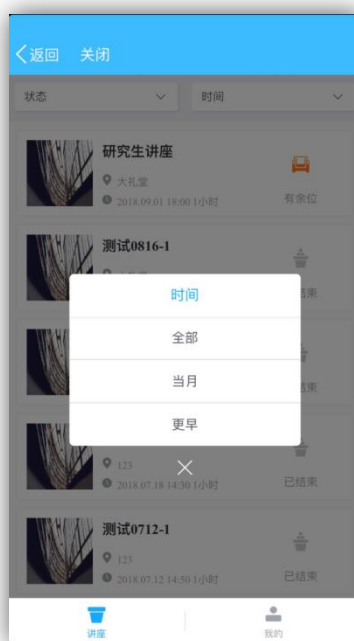 返回 关闭
状态 时间
研究生讲座
大礼堂
2018.09.01 18:00 1小时
有余位
测试0816-1
时间
结束
全部
结束
当月
更早
123
2018.07.18 14:30 1小时
已结束
测试0712-1
123
2018.07.12 14:50 1小时
已结束
讲座 我的